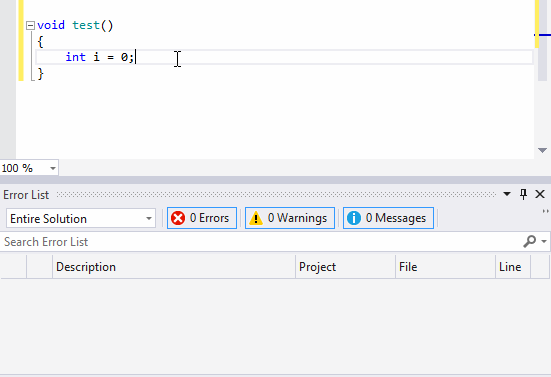 void test()
{
int i = 0;
}
100 %
Error List
Entire Solution 0 Errors 0 Warnings 0 Messages
Search Error List
Description Project File Line